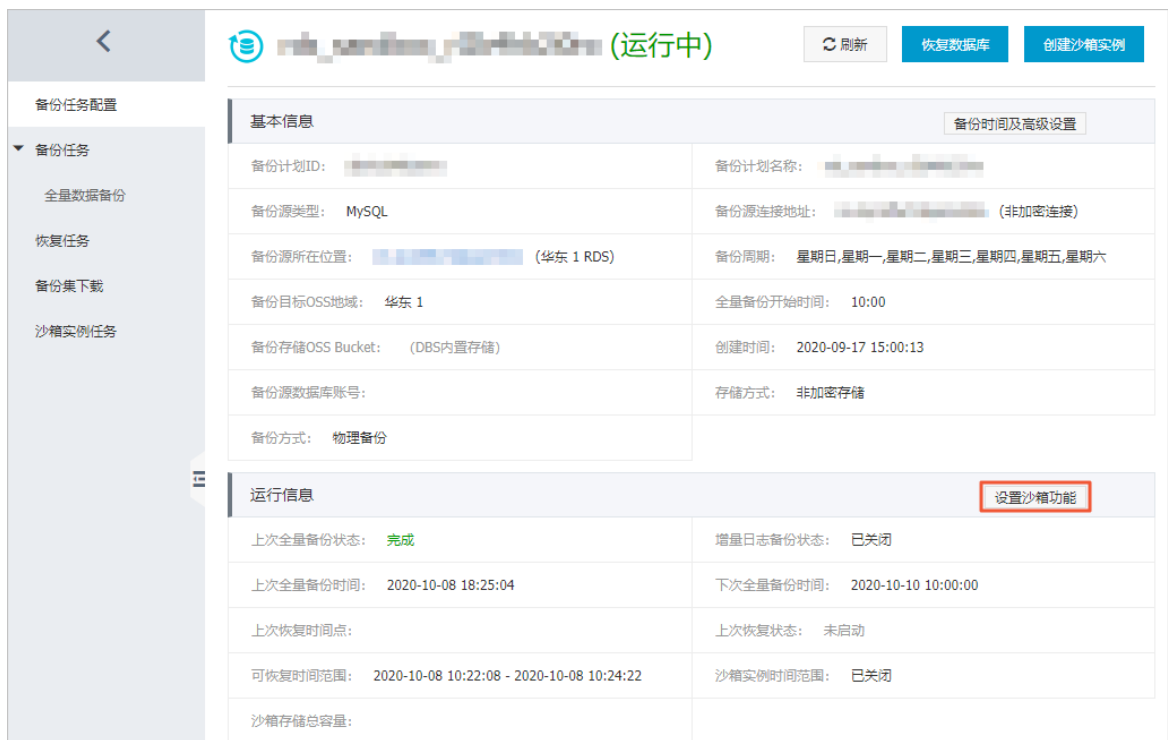 (运行中)
刷新
恢复数据库
创建沙箱实例
备份任务配置
备份任务
全量数据备份
恢复任务
备份集下载
沙箱实例任务
基本信息
备份时间及高级设置
备份计划ID:
备份计划名称:
备份源类型: MySQL
备份源连接地址: (非加密连接)
备份源所在位置: (华东 1 RDS)
备份周期: 星期日,星期一,星期二,星期三,星期四,星期五,星期六
备份目标OSS地域: 华东 1
全量备份开始时间: 10:00
备份存储OSS Bucket: (DBS内置存储)
创建时间: 2020-09-17 15:00:13
备份源数据库账号:
存储方式: 非加密存储
备份方式: 物理备份
运行信息
设置沙箱功能
上次全量备份状态: 完成
增量日志备份状态: 已关闭
上次全量备份时间: 2020-10-08 18:25:04
下次全量备份时间: 2020-10-10 10:00:00
上次恢复时间点:
上次恢复状态: 未启动
可恢复时间范围: 2020-10-08 10:22:08 - 2020-10-08 10:24:22
沙箱实例时间范围: 已关闭
沙箱存储总容量: